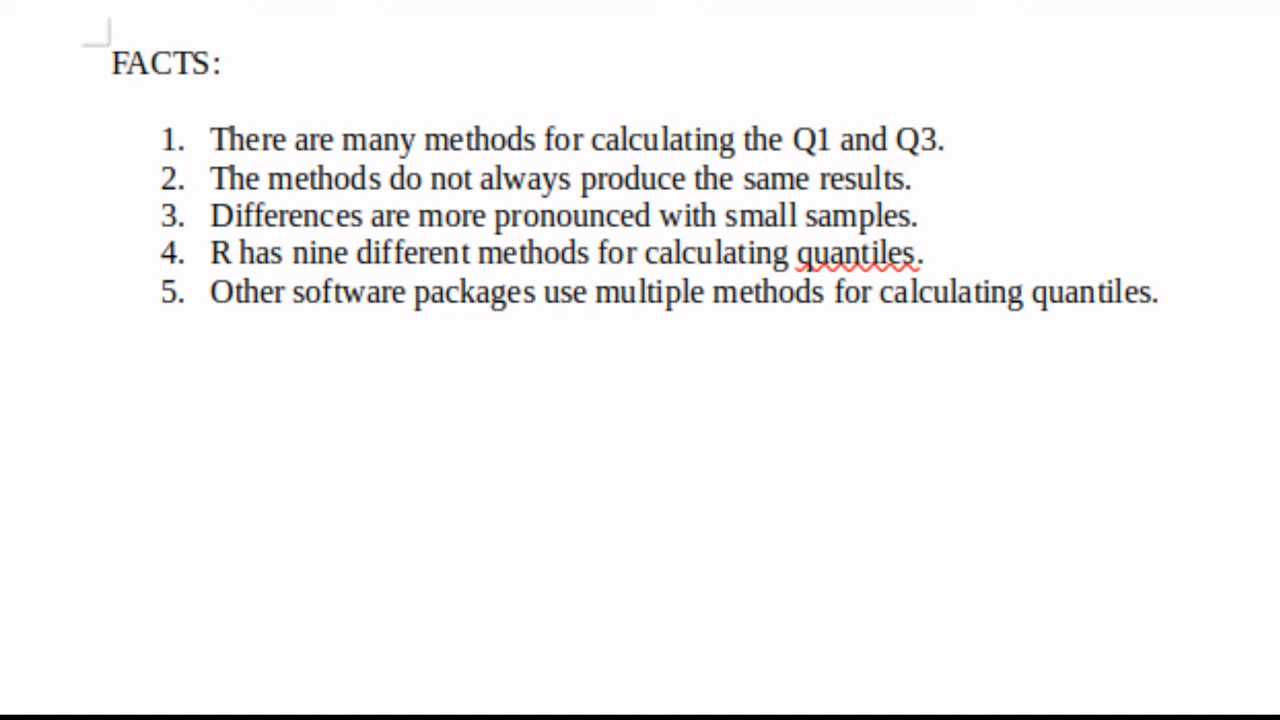 FACTS:
1. There are many methods for calculating the Q1 and Q3.
2. The methods do not always produce the same results.
3. Differences are more pronounced with small samples.
4. R has nine different methods for calculating quantiles.
5. Other software packages use multiple methods for calculating quantiles.